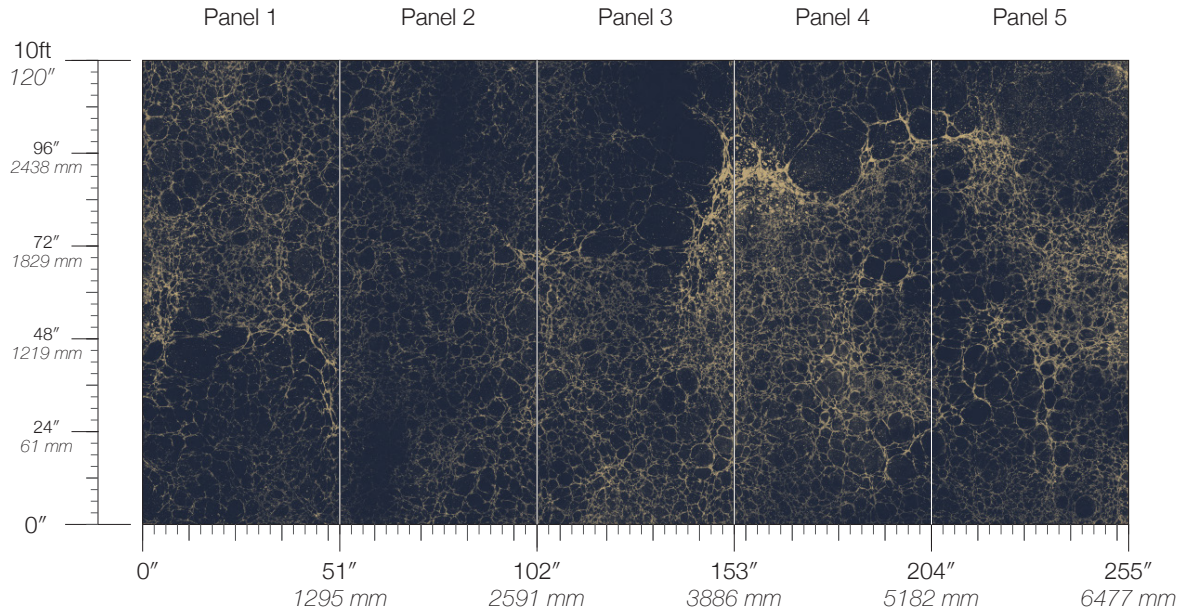 Panel 1 Panel 2 Panel 3 Panel 4 Panel 5
10ft
120″
96″
2438 mm
72″
1829 mm
48″
1219 mm
24″
61 mm
0″
0″ 51″ 102″ 153″ 204″ 255″
1295 mm 2591 mm 3886 mm 5182 mm 6477 mm